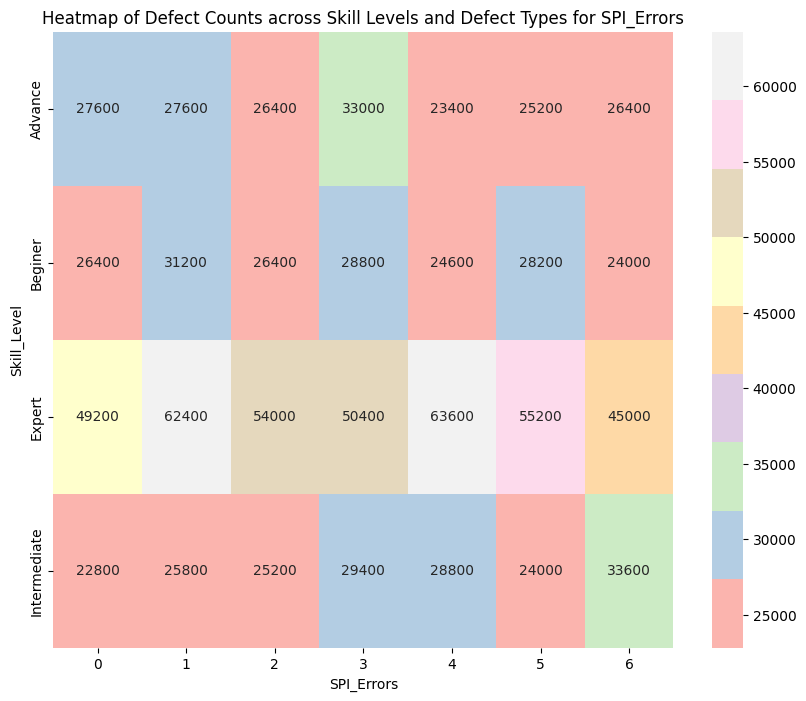 Heatmap of Defect Counts across Skill Levels and Defect Types for SPI_Errors
Skill_Level
Advance
27600 27600 26400 33000 23400 25200 26400
Beginer
26400 31200 26400 28800 24600 28200 24000
Expert
49200 62400 54000 50400 63600 55200 45000
Intermediate
22800 25800 25200 29400 28800 24000 33600
0 1 2 3 4 5 6
SPI_Errors
60000
55000
50000
45000
40000
35000
30000
25000